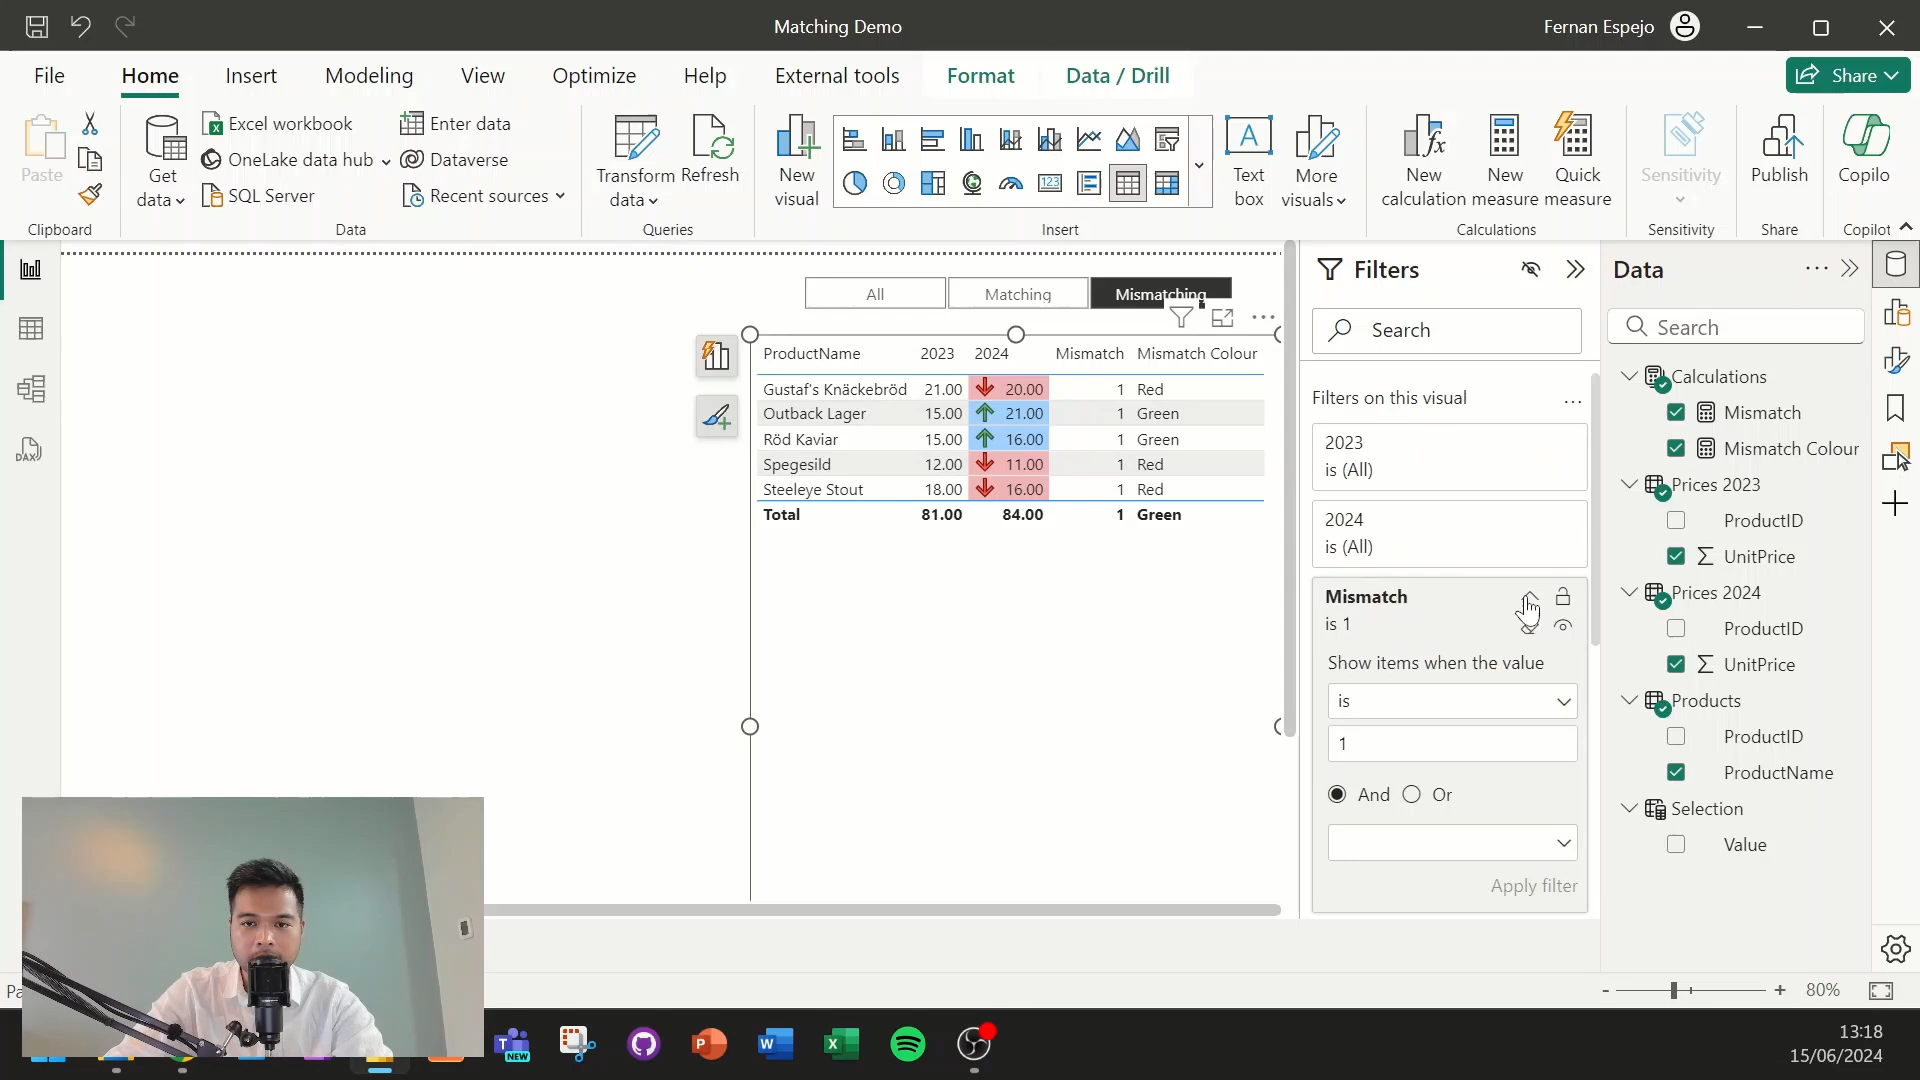 Matching Demo
Fernan Espejo
File Home Insert Modeling View Optimize Help External tools Format Data / Drill
Share
Paste
Clipboard
Get data
Excel workbook
OneLake data hub
SQL Server
Enter data
Dataverse
Recent sources
Data
Transform data
Refresh
Queries
New visual
123
A
Text box
More visuals
Insert
New calculation
New measure
Quick measure
Calculations
Sensitivity
Sensitivity
Publish
Share
Copilo
Copilot
DAX
All
Matching
Mismatching
ProductName 2023 2024 Mismatch Mismatch Colour
Gustaf's Knäckebröd 21.00 20.00 1 Red
Outback Lager 15.00 21.00 1 Green
Röd Kaviar 15.00 16.00 1 Green
Spegesild 12.00 11.00 1 Red
Steeleye Stout 18.00 16.00 1 Red
Total 81.00 84.00 1 Green
Filters
Search
Filters on this visual
2023
is (All)
2024
is (All)
Mismatch
is 1
Show items when the value
is
1
And Or
Apply filter
Data
Search
Calculations
Mismatch
Mismatch Colour
Prices 2023
ProductID
UnitPrice
Prices 2024
ProductID
UnitPrice
Products
ProductID
ProductName
Selection
Value
Pa
- + 80%
NEW
P
W
X
13:18
15/06/2024